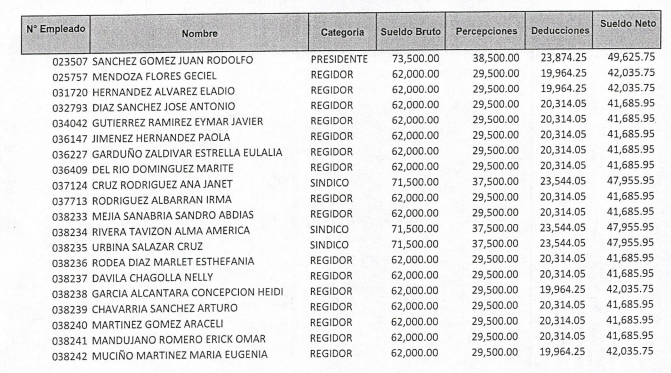 N° Empleado Nombre Categoria Sueldo Bruto Percepciones Deducciones Sueldo Neto
023507 SANCHEZ GOMEZ JUAN RODOLFO PRESIDENTE 73,500.00 38,500.00 23,874.25 49,625.75
025757 MENDOZA FLORES GECIEL REGIDOR 62,000.00 29,500.00 19,964.25 42,035.75
031720 HERNANDEZ ALVAREZ ELADIO REGIDOR 62,000.00 29,500.00 19,964.25 42,035.75
032793 DIAZ SANCHEZ JOSE ANTONIO REGIDOR 62,000.00 29,500.00 20,314.05 41,685.95
034042 GUTIERREZ RAMIREZ EYMAR JAVIER REGIDOR 62,000.00 29,500.00 20,314.05 41,685.95
036147 JIMENEZ HERNANDEZ PAOLA REGIDOR 62,000.00 29,500.00 20,314.05 41,685.95
036227 GARDUÑO ZALDIVAR ESTRELLA EULALIA REGIDOR 62,000.00 29,500.00 20,314.05 41,685.95
036409 DEL RIO DOMINGUEZ MARITE REGIDOR 62,000.00 29,500.00 20,314.05 41,685.95
037124 CRUZ RODRIGUEZ ANA JANET SINDICO 71,500.00 37,500.00 23,544.05 47,955.95
037713 RODRIGUEZ ALBARRAN IRMA REGIDOR 62,000.00 29,500.00 20,314.05 41,685.95
038233 MEJIA SANABRIA SANDRO ABDIAS REGIDOR 62,000.00 29,500.00 20,314.05 41,685.95
038234 RIVERA TAVIZON ALMA AMERICA SINDICO 71,500.00 37,500.00 23,544.05 47,955.95
038235 URBINA SALAZAR CRUZ SINDICO 71,500.00 37,500.00 23,544.05 47,955.95
038236 RODEA DIAZ MARLET ESTHEFANIA REGIDOR 62,000.00 29,500.00 20,314.05 41,685.95
038237 DAVILA CHAGOLLA NELLY REGIDOR 62,000.00 29,500.00 20,314.05 41,685.95
038238 GARCIA ALCANTARA CONCEPCION HEIDI REGIDOR 62,000.00 29,500.00 19,964.25 42,035.75
038239 CHAVARRIA SANCHEZ ARTURO REGIDOR 62,000.00 29,500.00 20,314.05 41,685.95
038240 MARTINEZ GOMEZ ARACELI REGIDOR 62,000.00 29,500.00 20,314.05 41,685.95
038241 MANDUJANO ROMERO ERICK OMAR REGIDOR 62,000.00 29,500.00 20,314.05 41,685.95
038242 MUCIÑO MARTINEZ MARIA EUGENIA REGIDOR 62,000.00 29,500.00 19,964.25 42,035.75